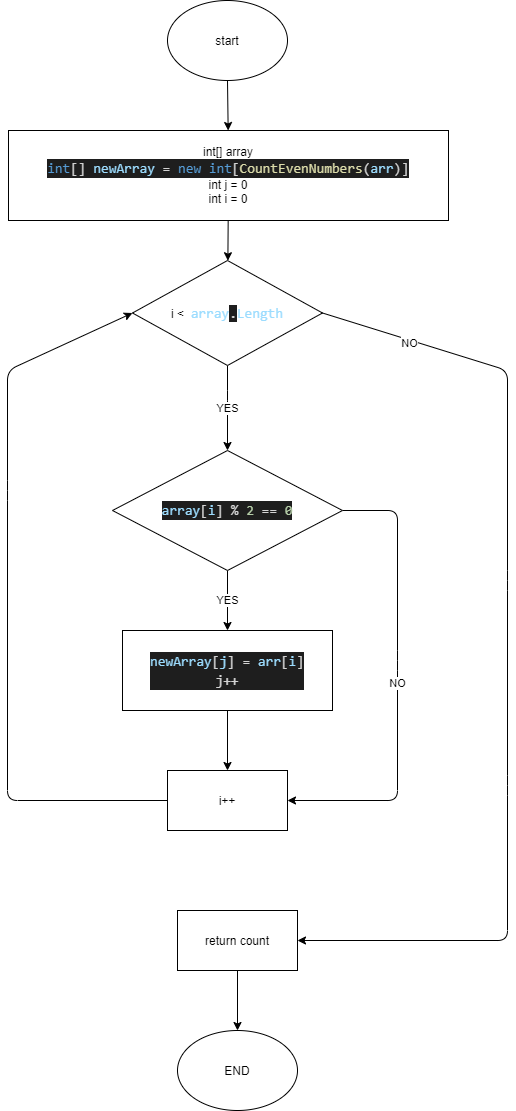 start
int[] array
int[] newArray = new int[CountEvenNumbers(arr)]
int j = 0
int i = 0
i < array.Length
NO
YES
array[i] % 2 == 0
YES
newArray[j] = arr[i]
j++
NO
i++
return count
END